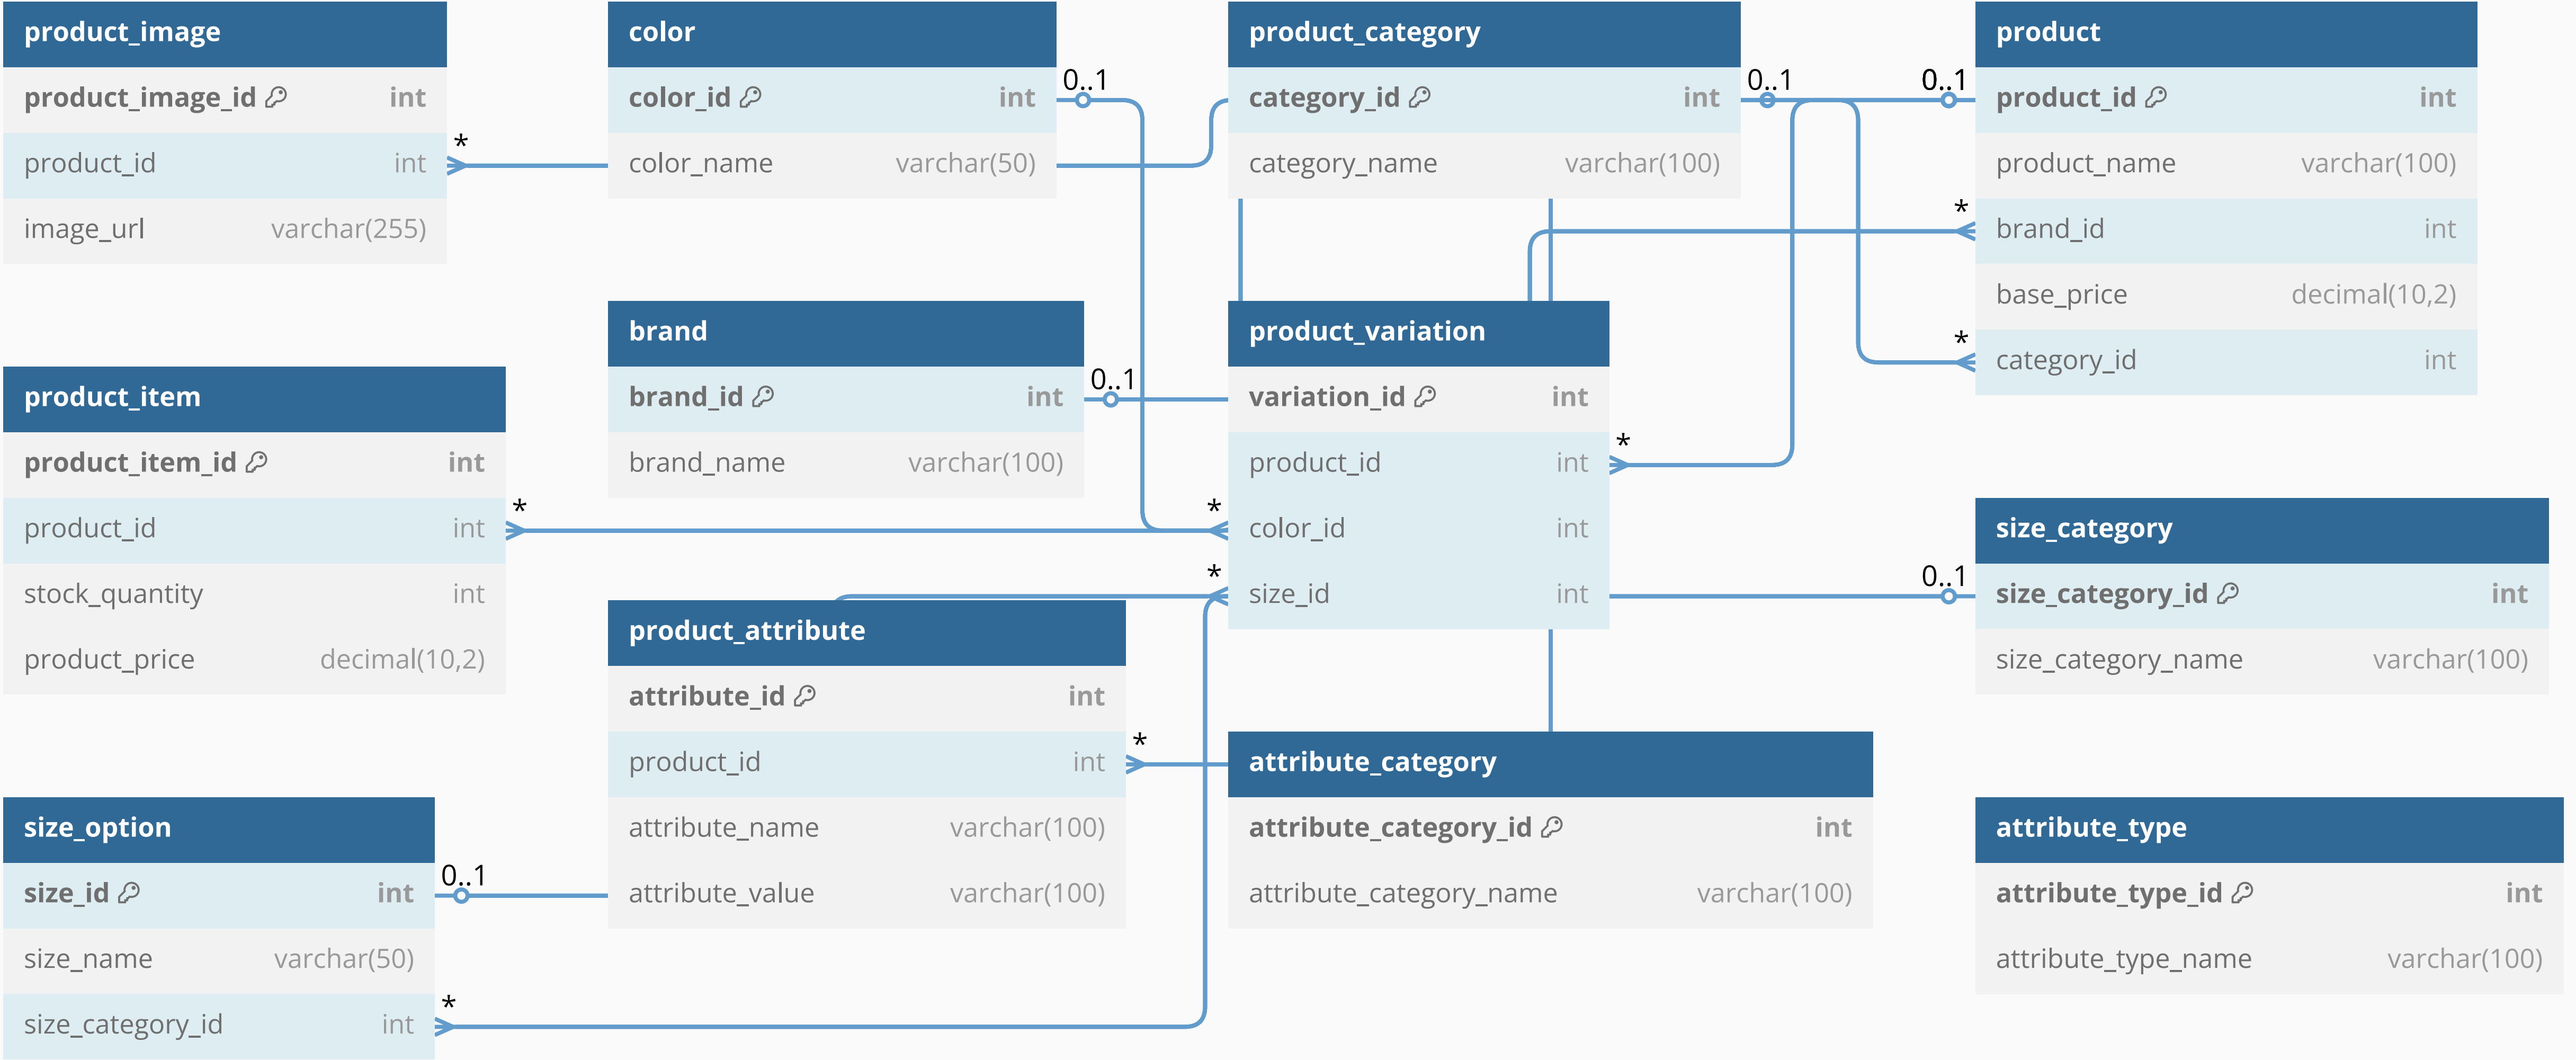 product_image
product_image_id int
product_id int
image_url varchar(255)
*
color
color_id int
color_name varchar(50)
0..1
product_category
category_id int
category_name varchar(100)
0..1
product
product_id int
product_name varchar(100)
brand_id int
base_price decimal(10,2)
category_id int
0..1
*
*
brand
brand_id int
brand_name varchar(100)
0..1
product_variation
variation_id int
product_id int
color_id int
size_id int
*
*
*
product_item
product_item_id int
product_id int
stock_quantity int
product_price decimal(10,2)
*
size_category
size_category_id int
size_category_name varchar(100)
0..1
product_attribute
attribute_id int
product_id int
attribute_name varchar(100)
attribute_value varchar(100)
*
attribute_category
attribute_category_id int
attribute_category_name varchar(100)
size_option
size_id int
size_name varchar(50)
size_category_id int
0..1
*
attribute_type
attribute_type_id int
attribute_type_name varchar(100)